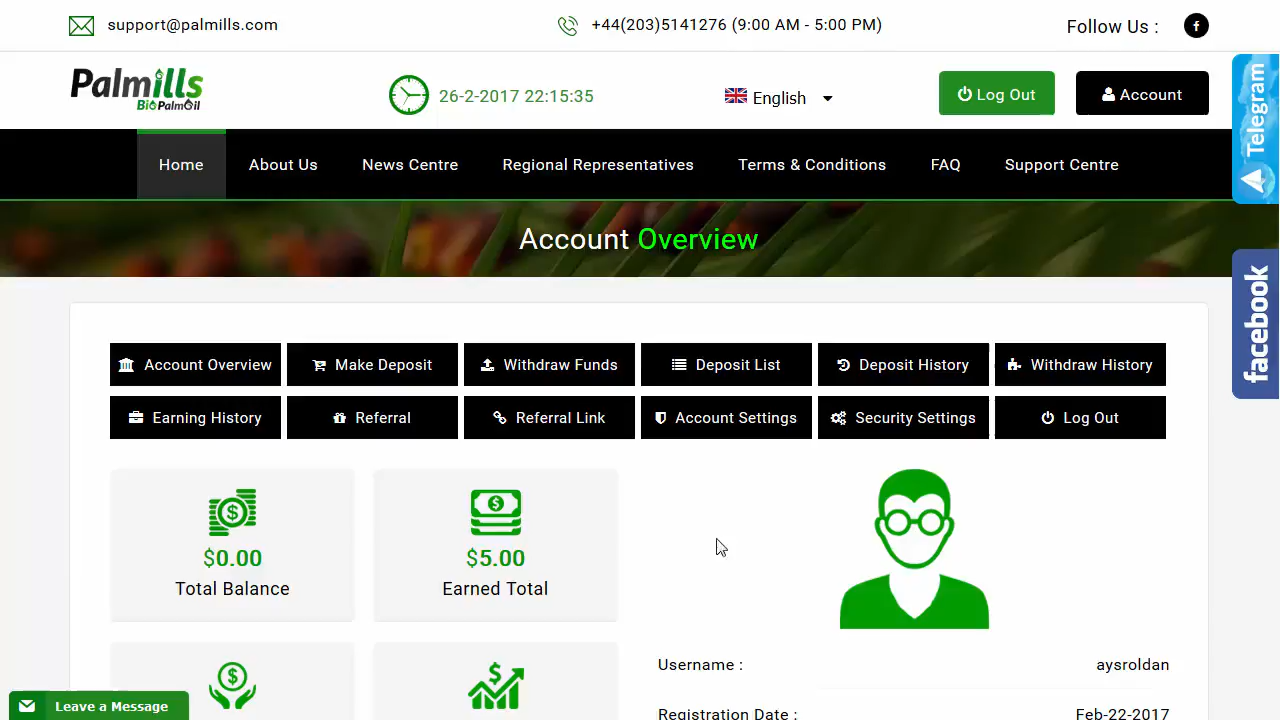 support@palmills.com
+44(203)5141276 (9:00 AM - 5:00 PM)
Follow Us :
Palmills
Bio PalmOil
26-2-2017 22:15:35
English
Log Out
Account
Telegram
Home
About Us
News Centre
Regional Representatives
Terms & Conditions
FAQ
Support Centre
Account Overview
facebook
Account Overview
Make Deposit
Withdraw Funds
Deposit List
Deposit History
Withdraw History
Earning History
Referral
Referral Link
Account Settings
Security Settings
Log Out
$0.00
Total Balance
$5.00
Earned Total
Username :
aysroldan
Registration Date :
Feb-22-2017
Leave a Message